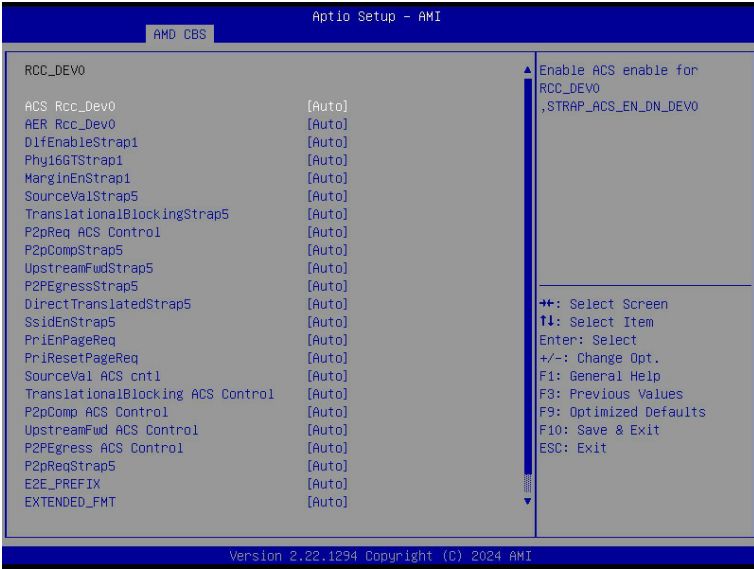 Aptio Setup – AMI
AMD CBS
RCC_DEV0
ACS Rcc_Dev0 [Auto]
AER Rcc_Dev0 [Auto]
DlfEnableStrap1 [Auto]
Phy16GTStrap1 [Auto]
MarginEnStrap1 [Auto]
SourceValStrap5 [Auto]
TranslationalBlockingStrap5 [Auto]
P2pReq ACS Control [Auto]
P2pCompStrap5 [Auto]
UpstreamFwdStrap5 [Auto]
P2PEgressStrap5 [Auto]
DirectTranslatedStrap5 [Auto]
SsidEnStrap5 [Auto]
PriEnPageReq [Auto]
PriResetPageReq [Auto]
SourceVal ACS cntl [Auto]
TranslationalBlocking ACS Control [Auto]
P2pComp ACS Control [Auto]
UpstreamFwd ACS Control [Auto]
P2PEgress ACS Control [Auto]
P2pReqStrap5 [Auto]
E2E_PREFIX [Auto]
EXTENDED_FMT [Auto]
Enable ACS enable for
RCC_DEV0
,STRAP_ACS_EN_DN_DEV0
→←: Select Screen
↑↓: Select Item
Enter: Select
+/-: Change Opt.
F1: General Help
F3: Previous Values
F9: Optimized Defaults
F10: Save & Exit
ESC: Exit
Version 2.22.1294 Copyright (C) 2024 AMI